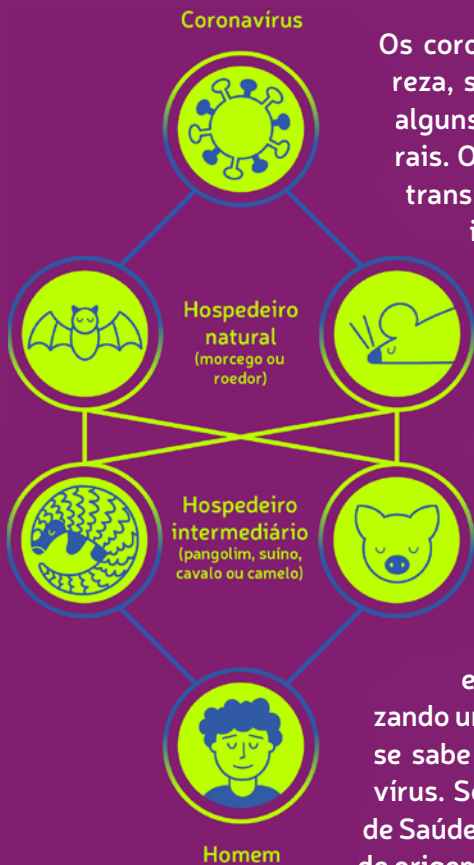 Coronavírus
Os
reza,
alguns
rais.
trans
Hospedeiro
natural
(morcego ou
roedor)
Hospedeiro
intermediário
(pangolim, suíno,
cavalo ou camelo)
zando
se sabe
vírus.
de Saúde
Homem